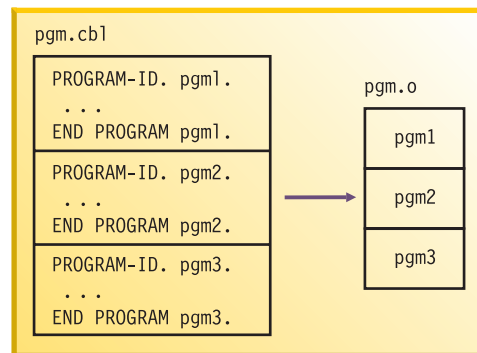 pgm.cbl
PROGRAM-ID. pgm1.
...
END PROGRAM pgm1.
PROGRAM-ID. pgm2.
...
END PROGRAM pgm2.
PROGRAM-ID. pgm3.
...
END PROGRAM pgm3.
pgm.o
pgm1
pgm2
pgm3